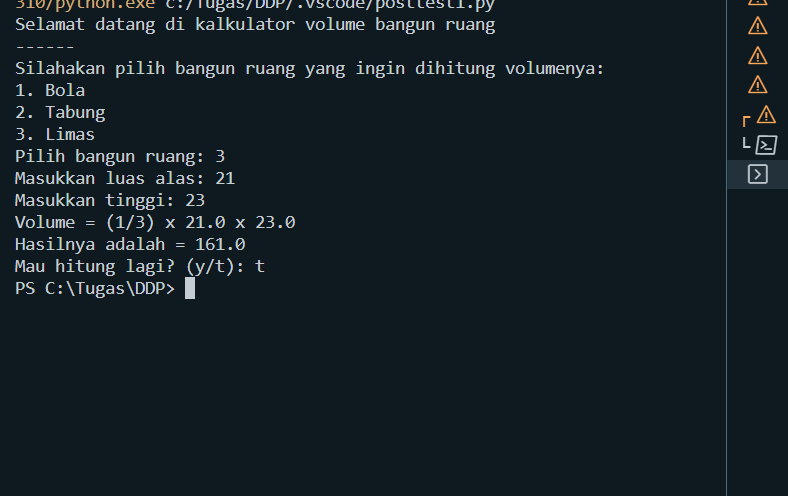 310/python.exe c:/Tugas/DDP/.vscode/posttest1.py
Selamat datang di kalkulator volume bangun ruang
------
Silahakan pilih bangun ruang yang ingin dihitung volumenya:
1. Bola
2. Tabung
3. Limas
Pilih bangun ruang: 3
Masukkan luas alas: 21
Masukkan tinggi: 23
Volume = (1/3) x 21.0 x 23.0
Hasilnya adalah = 161.0
Mau hitung lagi? (y/t): t
PS C:\Tugas\DDP>